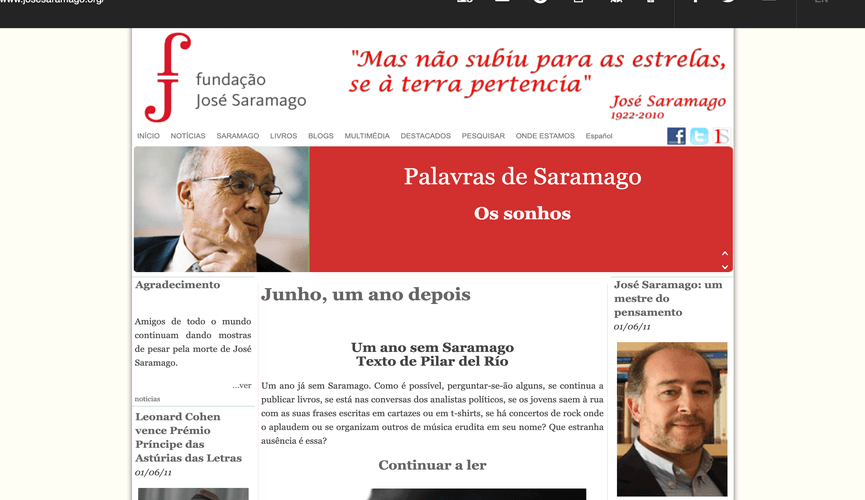 www.josesaramago.org/
EN
fundação
José Saramago
"Mas não subiu para as estrelas,
se à terra pertencia"
José Saramago
1922-2010
INÍCIO NOTÍCIAS SARAMAGO LIVROS BLOGS MULTIMÉDIA DESTACADOS PESQUISAR ONDE ESTAMOS Español
Palavras de Saramago
Os sonhos
Agradecimento
Amigos de todo o mundo
continuam dando mostras
de pesar pela morte de José
Saramago.
...ver
notícias
Leonard Cohen
vence Prémio
Príncipe das
Astúrias das Letras
01/06/11
Junho, um ano depois
Um ano sem Saramago
Texto de Pilar del Río
Um ano já sem Saramago. Como é possível, perguntar-se-ão alguns, se continua a
publicar livros, se está nas conversas dos analistas políticos, se os jovens saem à rua
com as suas frases escritas em cartazes ou em t-shirts, se há concertos de rock onde
o aplaudem ou se organizam outros de música erudita em seu nome? Que estranha
ausência é essa?
Continuar a ler
José Saramago: um
mestre do
pensamento
01/06/11